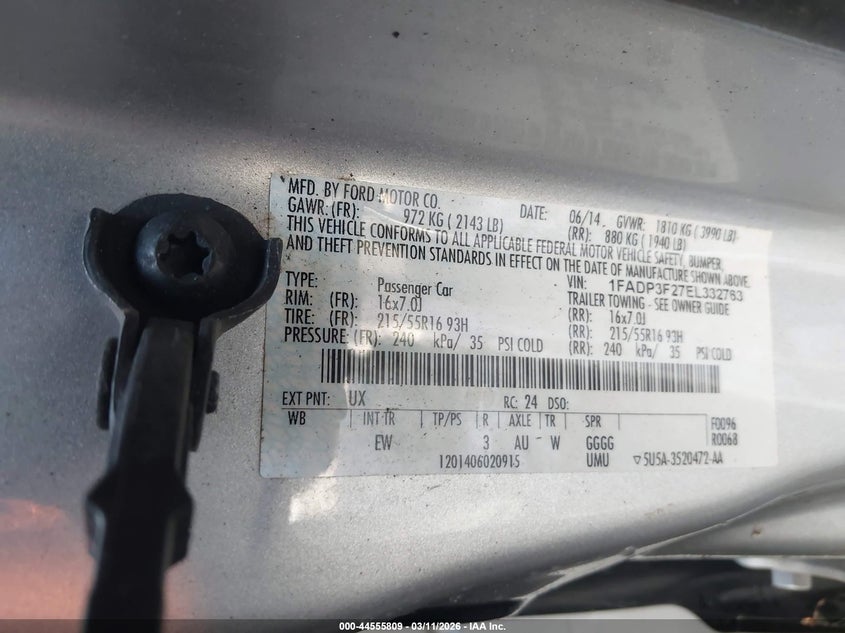 MFD. BY FORD MOTOR CO.
DATE: 06/14 GVWR: 1810 KG ( 3990 LB)
GAWR: (FR): 972 KG ( 2143 LB) (RR): 880 KG ( 1940 LB)
THIS VEHICLE CONFORMS TO ALL APPLICABLE FEDERAL MOTOR VEHICLE SAFETY, BUMPER,
AND THEFT PREVENTION STANDARDS IN EFFECT ON THE DATE OF MANUFACTURE SHOWN ABOVE.
VIN: 1FADP3F27EL332763
TYPE: Passenger Car TRAILER TOWING - SEE OWNER GUIDE
RIM: (FR): 16x7.0J (RR): 16x7.0J
TIRE: (FR): 215/55R16 93H (RR): 215/55R16 93H
PRESSURE: (FR): 240 kPa/ 35 PSI COLD (RR): 240 kPa/ 35 PSI COLD
EXT PNT: UX RC: 24 DSO:
WB INT TR TP/PS R AXLE TR SPR F0096
EW 3 AU W GGGG R0068
1201406020915 UMU ▽5U5A-3520472-AA
000-44555809 - 03/11/2026 - IAA Inc.